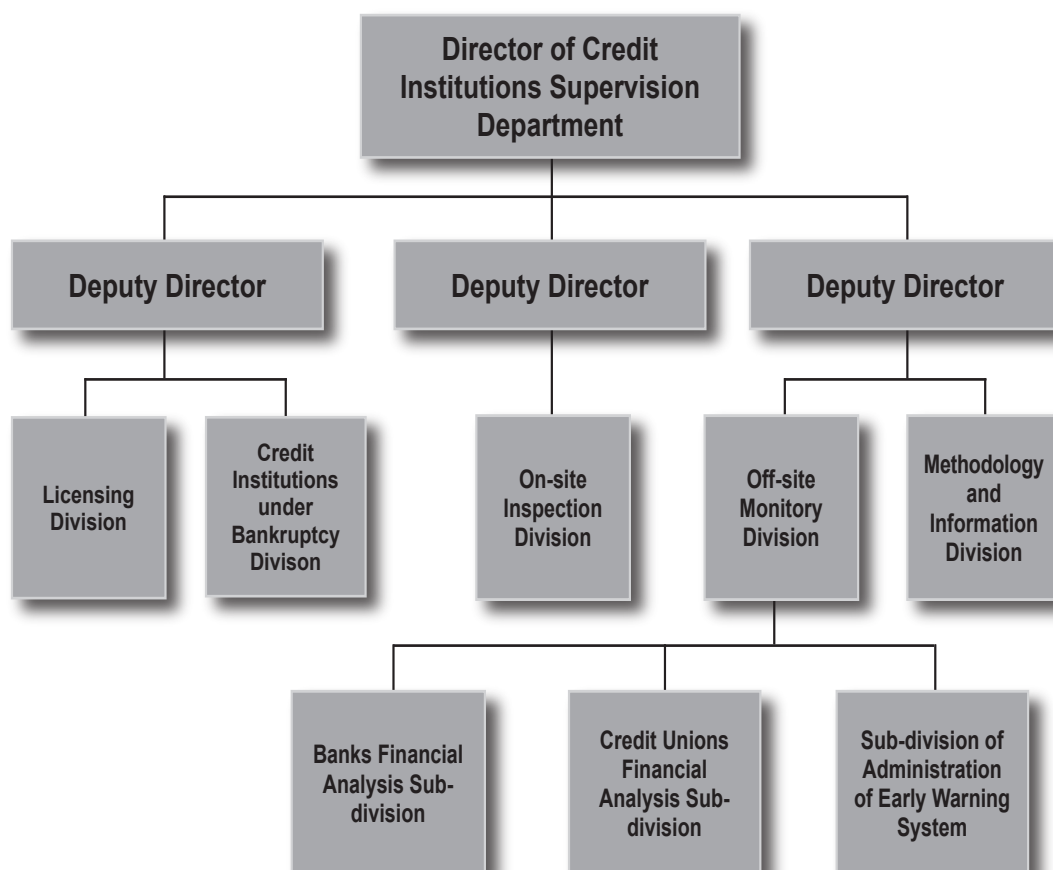 Director of Credit
Institutions Supervision
Department
Deputy Director
Deputy Director
Deputy Director
Licensing
Division
Credit
Institutions
under
Bankruptcy
Divison
On-site
Inspection
Division
Off-site
Monitory
Division
Methodology
and
Information
Division
Banks Financial
Analysis Sub-
division
Credit Unions
Financial
Analysis Sub-
division
Sub-division of
Administration
of Early Warning
System